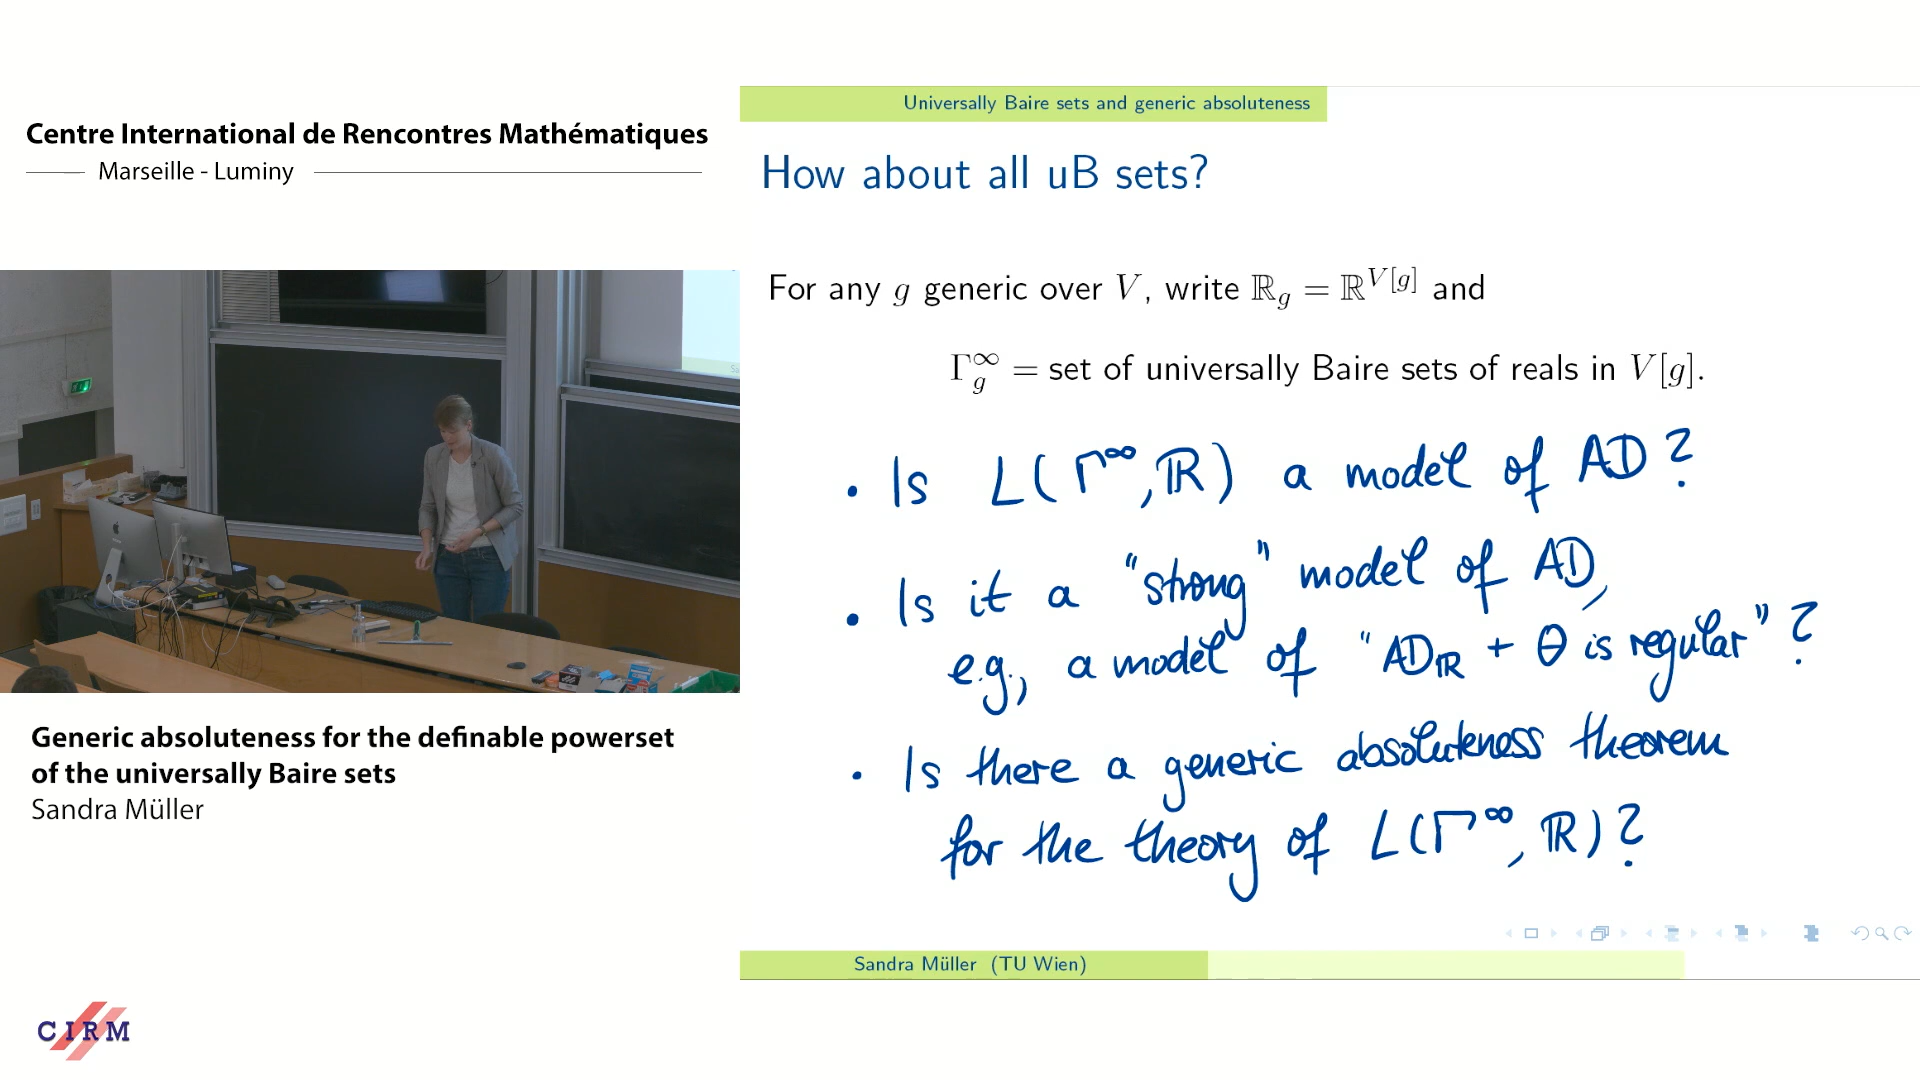 Centre International de Rencontres Mathématiques
Marseille - Luminy
Universally Baire sets and generic absoluteness
How about all uB sets?
For any g generic over V, write ℝ_g = ℝ^{V[g]} and
Γ_g^∞ = set of universally Baire sets of reals in V[g].
• Is L(Γ^∞, ℝ) a model of AD?
• Is it a "strong" model of AD,
e.g., a model of "AD_ℝ + Θ is regular"?
• Is there a generic absoluteness theorem
for the theory of L(Γ^∞, ℝ)?
Sandra Müller (TU Wien)
Generic absoluteness for the definable powerset
of the universally Baire sets
Sandra Müller
CIRM